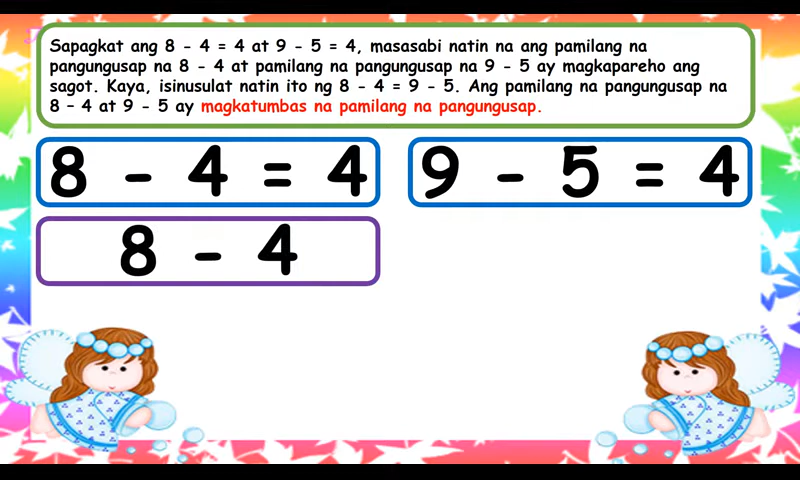 Sapagkat ang 8 - 4 = 4 at 9 - 5 = 4, masasabi natin na ang pamilang na
pangungusap na 8 - 4 at pamilang na pangungusap na 9 - 5 ay magkapareho ang
sagot. Kaya, isinusulat natin ito ng 8 - 4 = 9 - 5. Ang pamilang na pangungusap na
8 – 4 at 9 - 5 ay magkatumbas na pamilang na pangungusap.
8 - 4 = 4
9 - 5 = 4
8 - 4